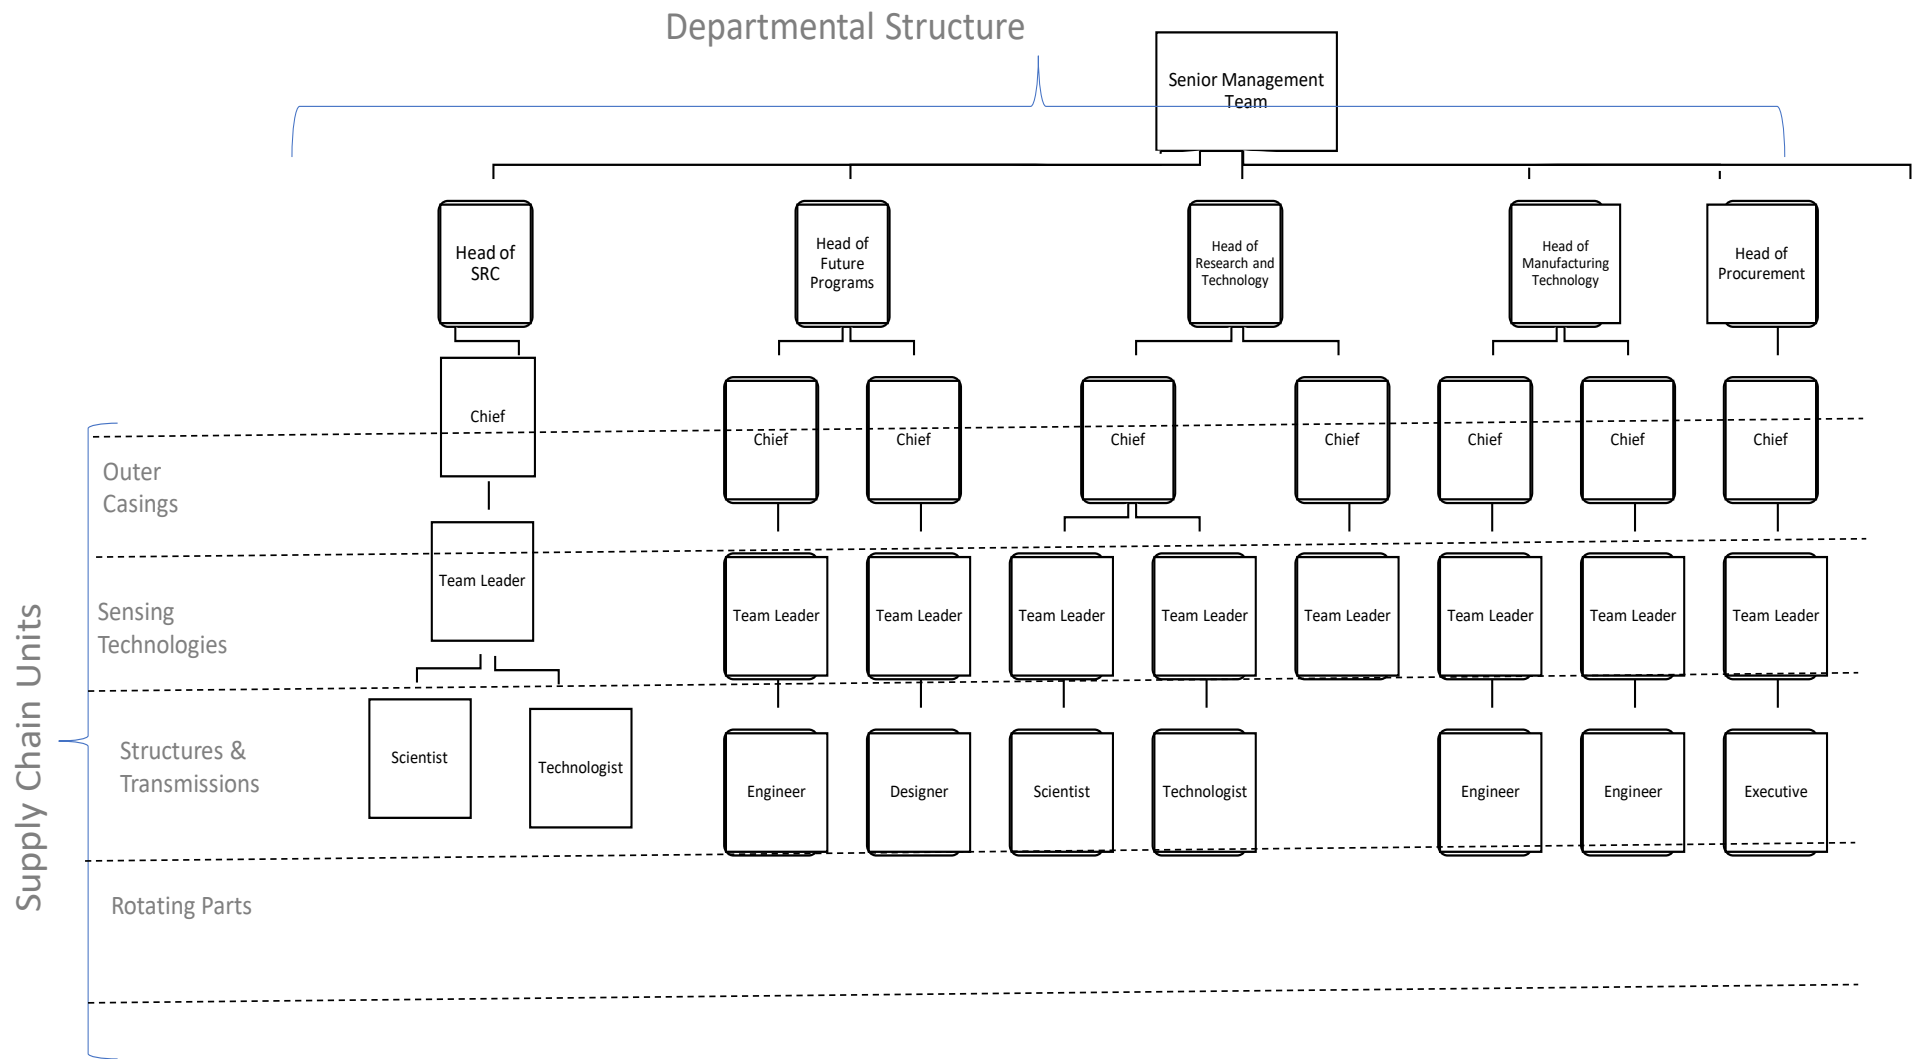 Departmental Structure
Senior Management
Team
Head of
SRC
Head of
Future
Programs
Head of
Research and
Technology
Head of
Manufacturing
Technology
Head of
Procurement
Chief
Chief
Chief
Chief
Chief
Chief
Chief
Chief
Outer
Casings
Team Leader
Team Leader
Team Leader
Team Leader
Team Leader
Team Leader
Team Leader
Team Leader
Team Leader
Sensing
Technologies
Supply Chain Units
Structures &
Transmissions
Scientist
Technologist
Engineer
Designer
Scientist
Technologist
Engineer
Engineer
Executive
Rotating Parts